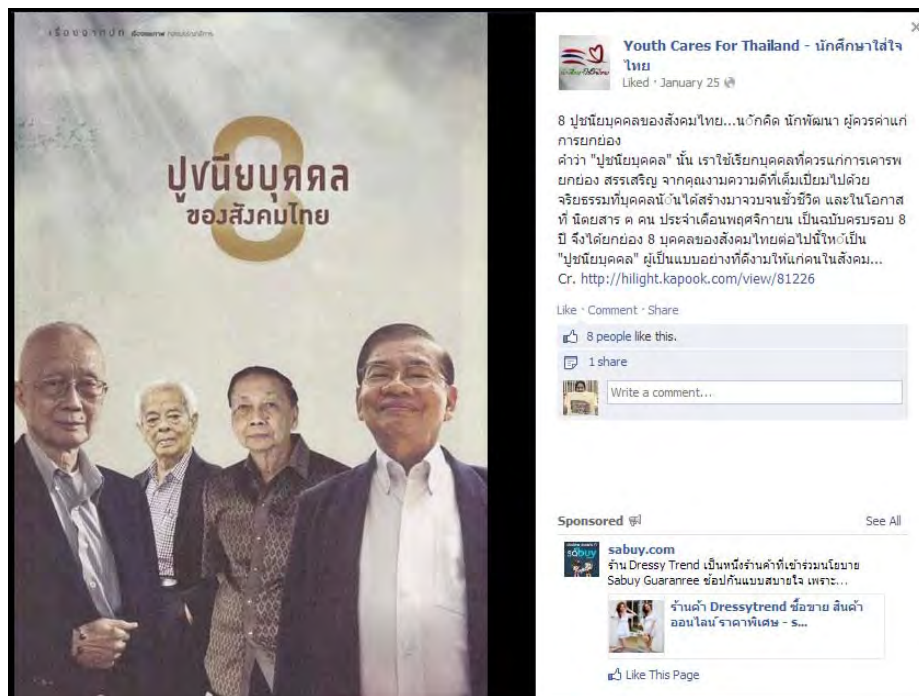 เรื่องจากปก
8
ปูชนียบุคคล
ของสังคมไทย
Youth Cares For Thailand - นักศึกษาใส่ใจ
ไทย
Liked · January 25
8 ปูชนียบุคคลของสังคมไทย...นักคิด นักพัฒนา ผู้ควรค่าแก่
การยกย่อง
คำว่า "ปูชนียบุคคล" นั้น เราใช้เรียกบุคคลที่ควรแก่การเคารพ
ยกย่อง สรรเสริญ จากคุณงามความดีที่เต็มเปี่ยมไปด้วย
จริยธรรมที่บุคคลนั้นได้สร้างมาจวบจนชั่วชีวิต และในโอกาส
ที่ นิตยสาร ฅ คน ประจำเดือนพฤศจิกายน เป็นฉบับครบรอบ 8
ปี จึงได้ยกย่อง 8 บุคคลของสังคมไทยต่อไปนี้ให้เป็น
"ปูชนียบุคคล" ผู้เป็นแบบอย่างที่ดีงามให้แก่คนในสังคม...
Cr. http://hilight.kapook.com/view/81226
Like · Comment · Share
8 people like this.
1 share
Write a comment...
Sponsored
See All
sabuy.com
ร้าน Dressy Trend เป็นหนึ่งร้านค้าที่เข้าร่วมนโยบาย
Sabuy Guaranree ช้อปกันแบบสบายใจ เพราะ...
sabuy
ร้านค้า Dressytrend ซื้อขาย สินค้า
ออนไลน์ ราคาพิเศษ - s...
Like This Page